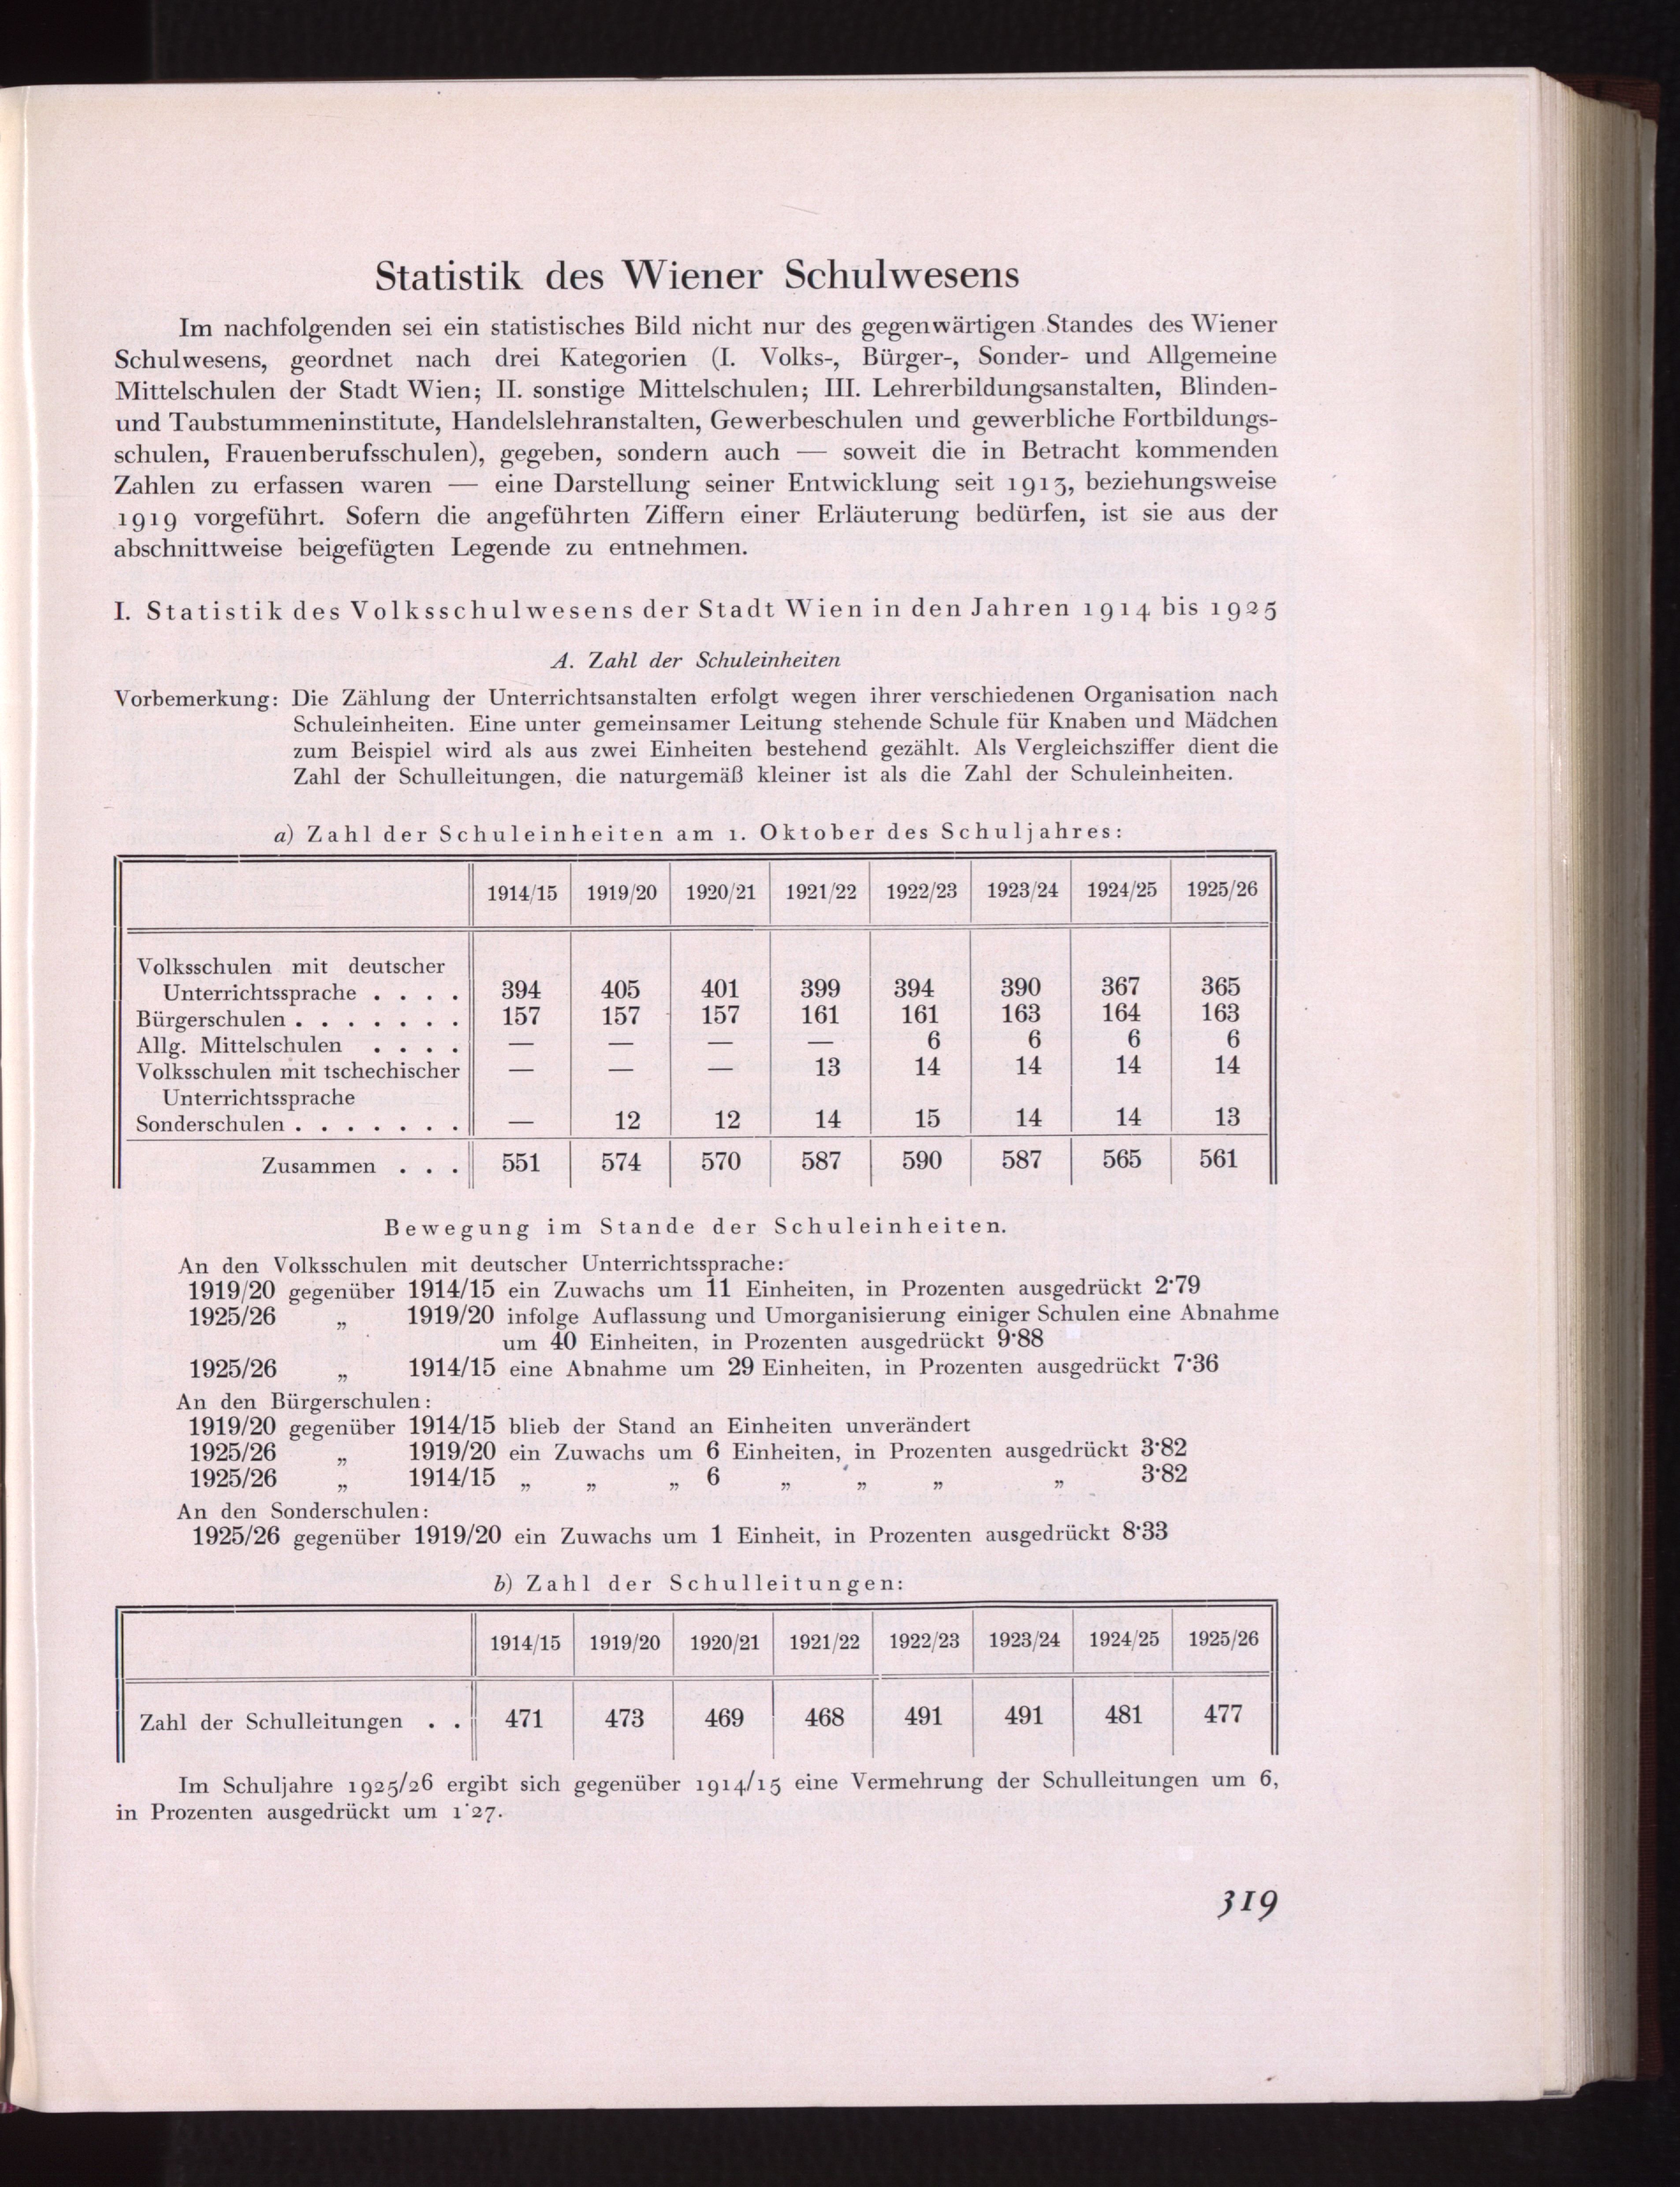 Statistik des Wiener Schulwesens
Im nachfolgenden sei ein statistisches Bild nicht nur des gegenwärtigen Standes des Wiener
Schulwesens, geordnet nach drei Kategorien (I. Volks-, Bürger-, Sonder- und Allgemeine
Mittelschulen der Stadt Wien; II. sonstige Mittelschulen; III. Lehrerbildungsanstalten, Blinden-
und Taubstummeninstitute, Handelslehranstalten, Gewerbeschulen und gewerbliche Fortbildungs-
schulen, Frauenberufsschulen), gegeben, sondern auch — soweit die in Betracht kommenden
Zahlen zu erfassen waren — eine Darstellung seiner Entwicklung seit 1913, beziehungsweise
1919 vorgeführt. Sofern die angeführten Ziffern einer Erläuterung bedürfen, ist sie aus der
abschnittweise beigefügten Legende zu entnehmen.
I. Statistik des Volksschulwesens der Stadt Wien in den Jahren 1914 bis 1925
A. Zahl der Schuleinheiten
Vorbemerkung: Die Zählung der Unterrichtsanstalten erfolgt wegen ihrer verschiedenen Organisation nach
Schuleinheiten. Eine unter gemeinsamer Leitung stehende Schule für Knaben und Mädchen
zum Beispiel wird als aus zwei Einheiten bestehend gezählt. Als Vergleichsziffer dient die
Zahl der Schulleitungen, die naturgemäß kleiner ist als die Zahl der Schuleinheiten.
a) Zahl der Schuleinheiten am 1. Oktober des Schuljahres:
1914/15 1919/20 1920/21 1921/22 1922/23 1923/24 1924/25 1925/26
Volksschulen mit deutscher
Unterrichtssprache . . . . 394 405 401 399 394 390 367 365
Bürgerschulen . . . . . . . 157 157 157 161 161 163 164 163
Allg. Mittelschulen . . . . — — — — 6 6 6 6
Volksschulen mit tschechischer — — — 13 14 14 14 14
Unterrichtssprache
Sonderschulen . . . . . . . — 12 12 14 15 14 14 13
Zusammen . . . 551 574 570 587 590 587 565 561
Bewegung im Stande der Schuleinheiten.
An den Volksschulen mit deutscher Unterrichtssprache:
1919/20 gegenüber 1914/15 ein Zuwachs um 11 Einheiten, in Prozenten ausgedrückt 2·79
1925/26 „ 1919/20 infolge Auflassung und Umorganisierung einiger Schulen eine Abnahme
um 40 Einheiten, in Prozenten ausgedrückt 9·88
1925/26 „ 1914/15 eine Abnahme um 29 Einheiten, in Prozenten ausgedrückt 7·36
An den Bürgerschulen:
1919/20 gegenüber 1914/15 blieb der Stand an Einheiten unverändert
1925/26 „ 1919/20 ein Zuwachs um 6 Einheiten, in Prozenten ausgedrückt 3·82
1925/26 „ 1914/15 „ „ „ 6 „ „ „ „ 3·82
An den Sonderschulen:
1925/26 gegenüber 1919/20 ein Zuwachs um 1 Einheit, in Prozenten ausgedrückt 8·33
b) Zahl der Schulleitungen:
1914/15 1919/20 1920/21 1921/22 1922/23 1923/24 1924/25 1925/26
Zahl der Schulleitungen . . 471 473 469 468 491 491 481 477
Im Schuljahre 1925/26 ergibt sich gegenüber 1914/15 eine Vermehrung der Schulleitungen um 6,
in Prozenten ausgedrückt um 1·27.
319